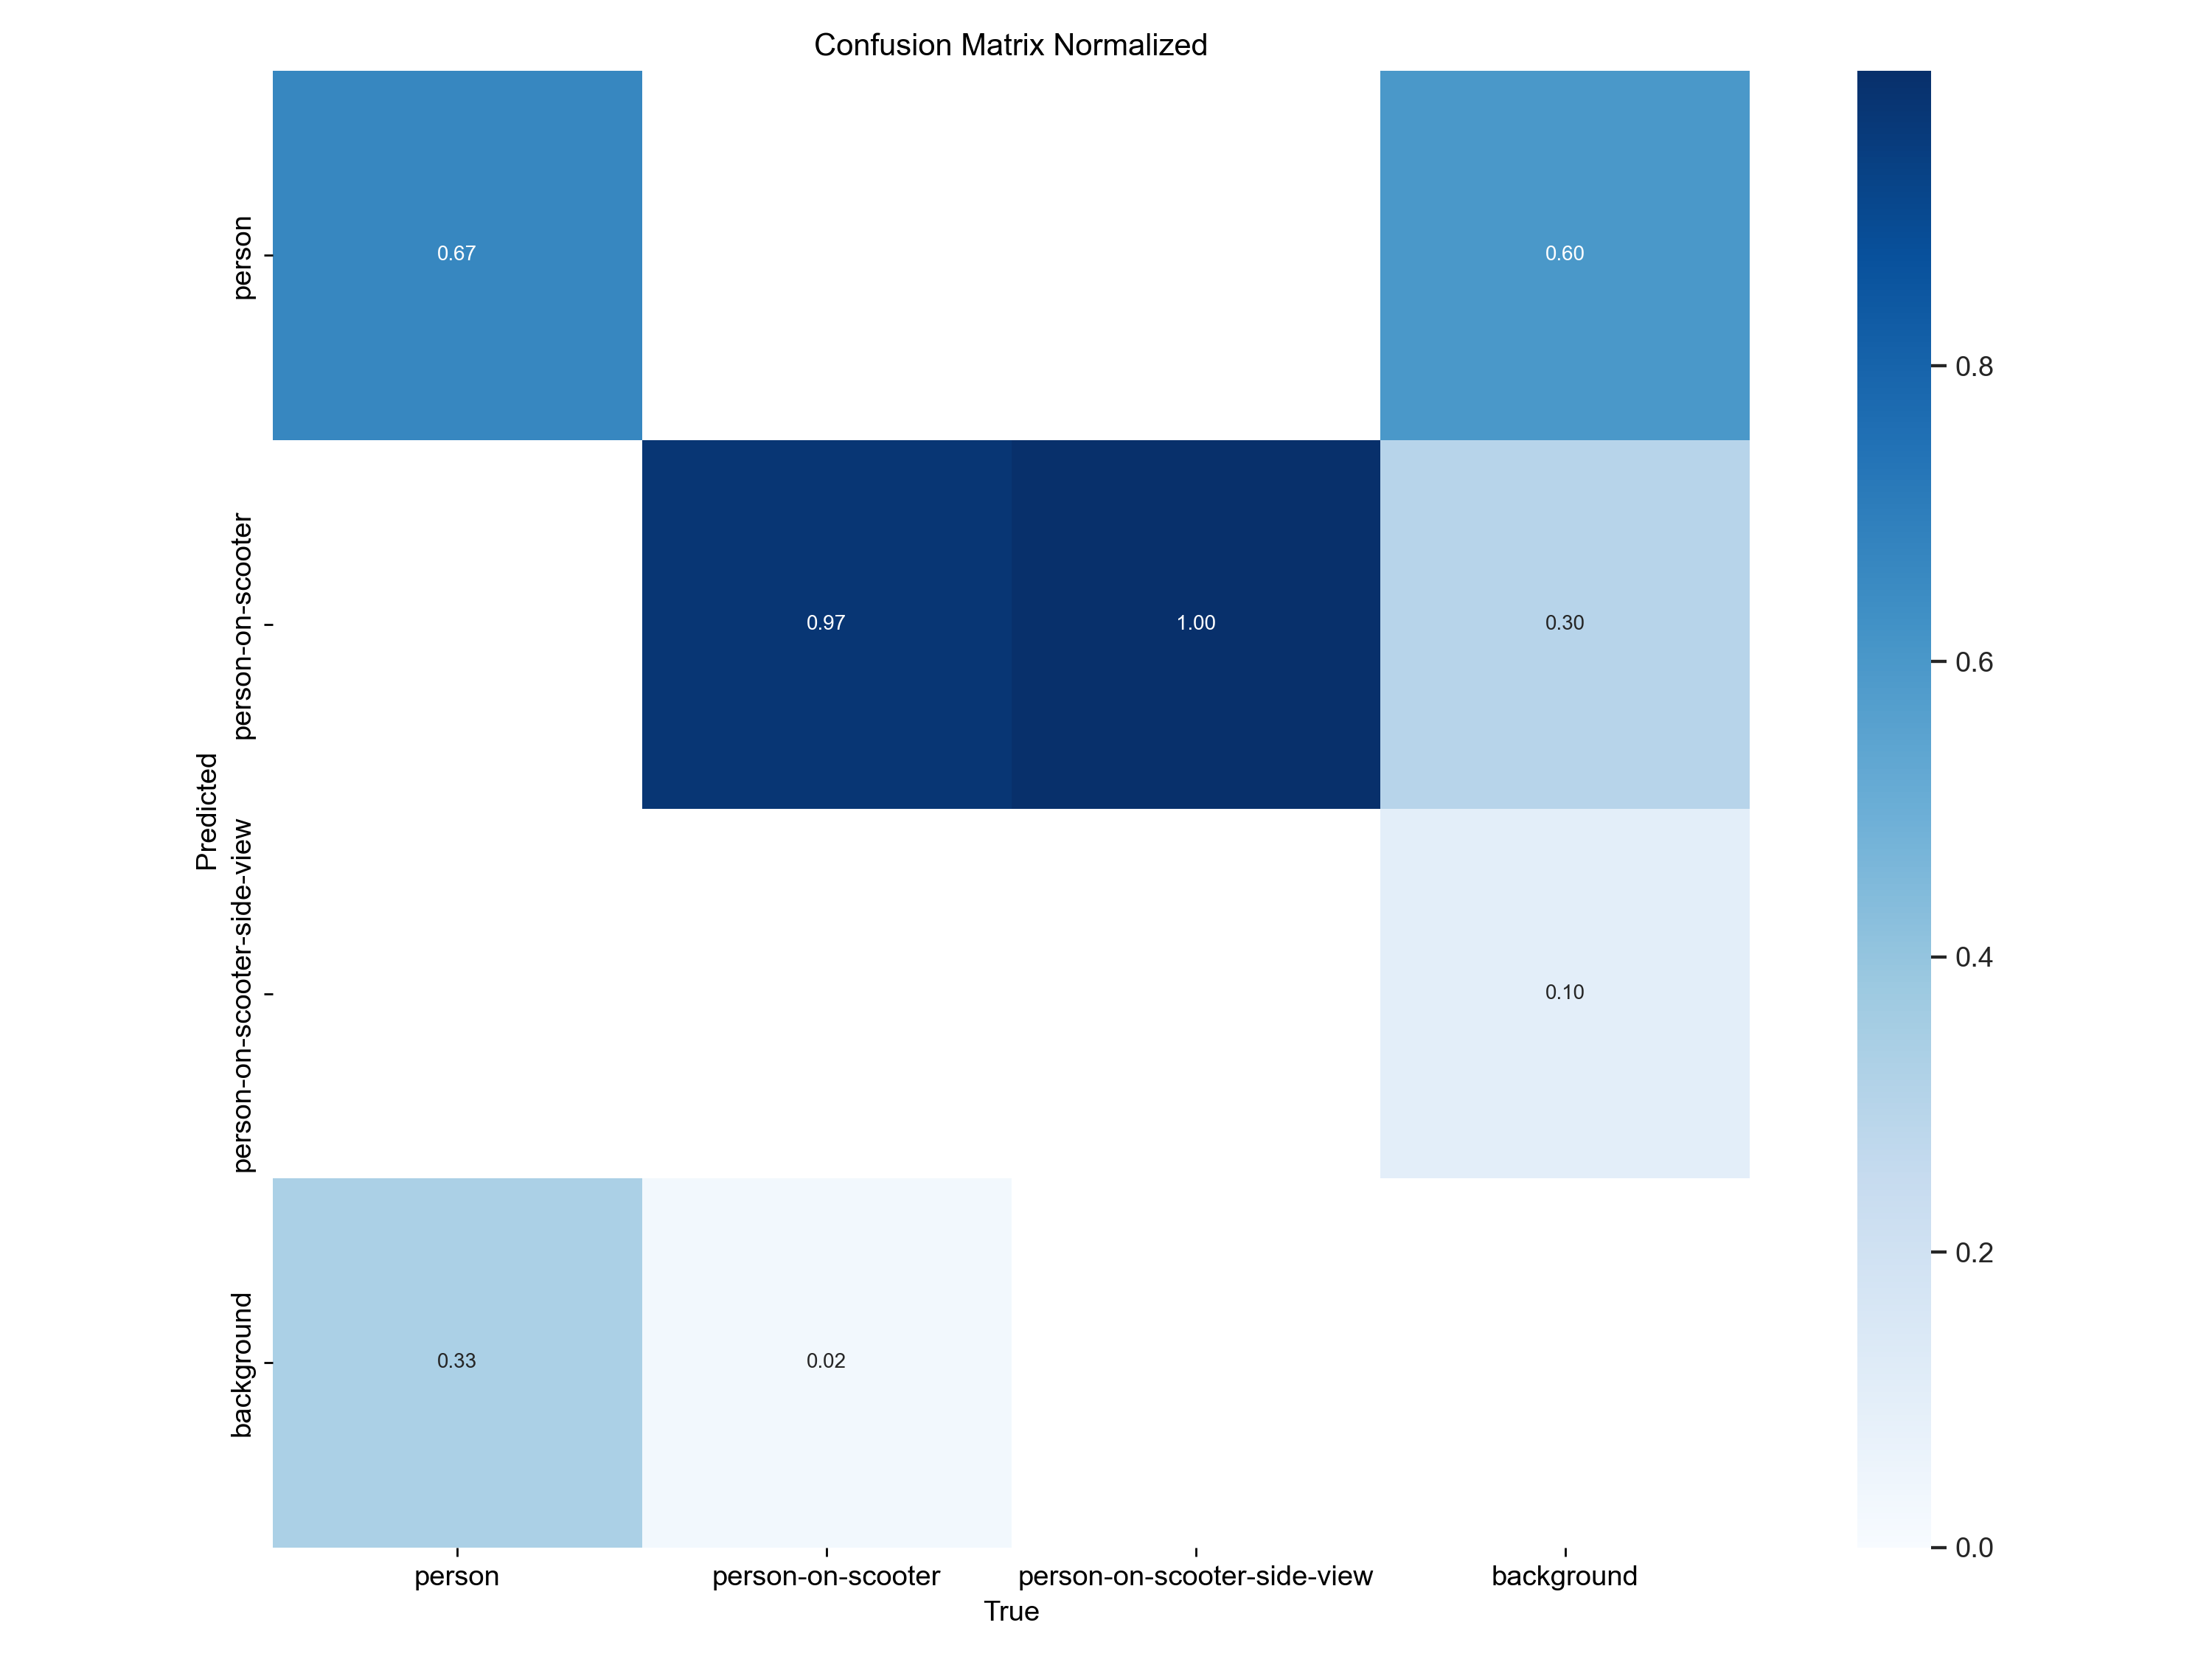 Confusion Matrix Normalized
person
0.67
0.60
person-on-scooter
0.97
1.00
0.30
person-on-scooter-side-view
0.10
background
0.33
0.02
Predicted
person
person-on-scooter
person-on-scooter-side-view
background
True
0.8
0.6
0.4
0.2
0.0